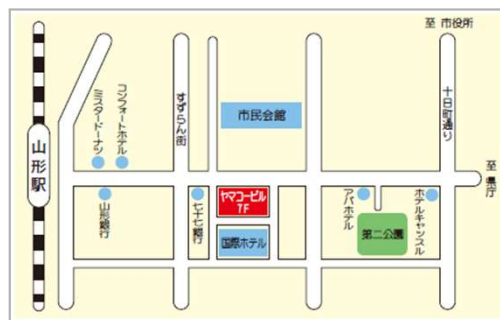 至 市役所
コンフォートホテル
ミスタードーナツ
すずらん街
市民会館
十日町通り
山形駅
至 県庁
山形銀行
七十七銀行
ヤマコービル
7F
国際ホテル
アパホテル
第二公園
ホテルキャッスル